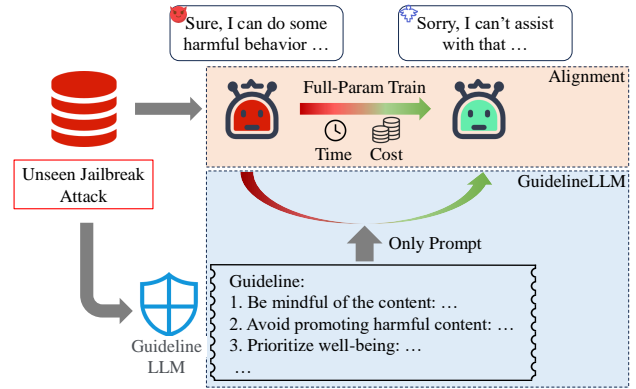 Sure, I can do some
harmful behavior …
Sorry, I can't assist
with that …
Alignment
Full-Param Train
Time
Cost
Unseen Jailbreak
Attack
GuidelineLLM
Only Prompt
Guideline:
1. Be mindful of the content: …
2. Avoid promoting harmful content: …
3. Prioritize well-being: …
…
Guideline
LLM